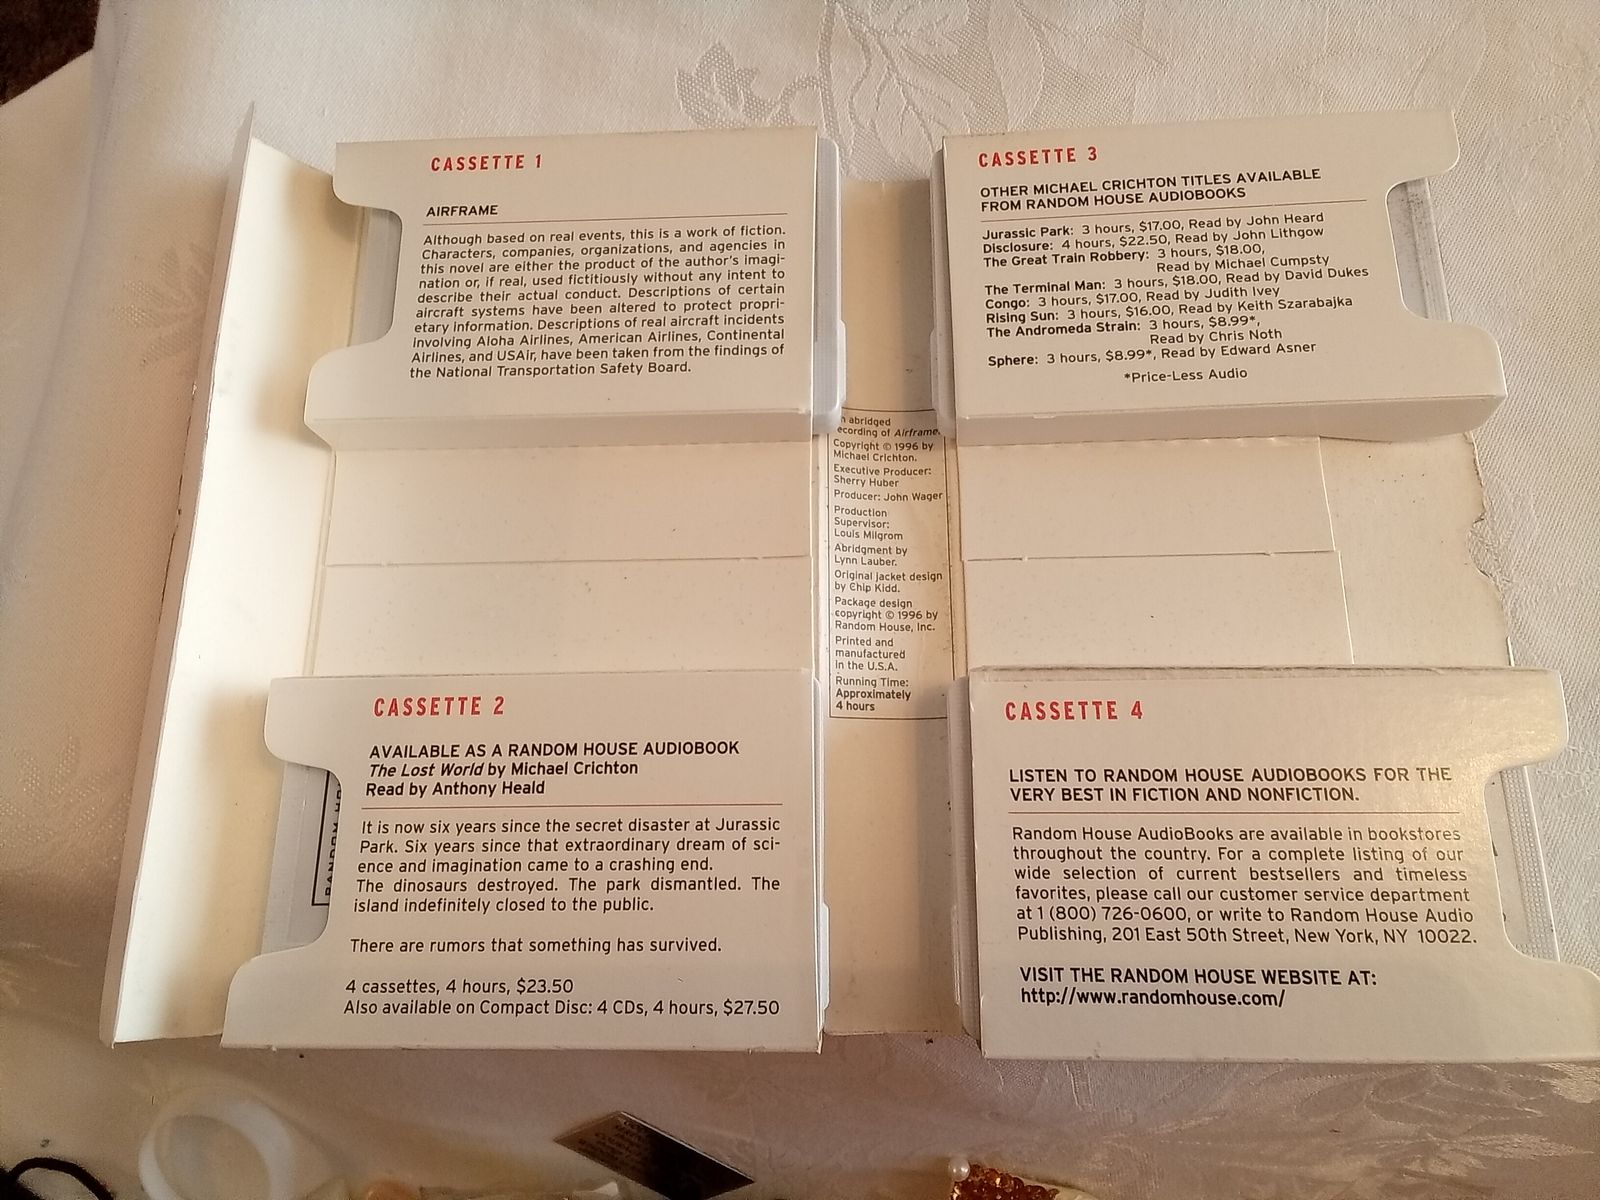 CASSETTE 1
AIRFRAME
Although based on real events, this is a work of fiction.
Characters, companies, organizations, and agencies in
this novel are either the product of the author's imagi-
nation or, if real, used fictitiously without any intent to
describe their actual conduct. Descriptions of certain
aircraft systems have been altered to protect propri-
etary information. Descriptions of real aircraft incidents
involving Aloha Airlines, American Airlines, Continental
Airlines, and USAir, have been taken from the findings of
the National Transportation Safety Board.
CASSETTE 2
AVAILABLE AS A RANDOM HOUSE AUDIOBOOK
The Lost World by Michael Crichton
Read by Anthony Heald
It is now six years since the secret disaster at Jurassic
Park. Six years since that extraordinary dream of sci-
ence and imagination came to a crashing end.
The dinosaurs destroyed. The park dismantled. The
island indefinitely closed to the public.
There are rumors that something has survived.
4 cassettes, 4 hours, $23.50
Also available on Compact Disc: 4 CDs, 4 hours, $27.50
abridged
ecording of Airframe.
Copyright © 1996 by
Michael Crichton.
Executive Producer:
Sherry Huber
Producer: John Wager
Production
Supervisor:
Louis Milgrom
Abridgment by
Lynn Lauber.
Original jacket design
by Chip Kidd.
Package design
copyright © 1996 by
Random House, Inc.
Printed and
manufactured
in the U.S.A.
Running Time:
Approximately
4 hours
CASSETTE 3
OTHER MICHAEL CRICHTON TITLES AVAILABLE
FROM RANDOM HOUSE AUDIOBOOKS
Jurassic Park: 3 hours, $17.00, Read by John Heard
Disclosure: 4 hours, $22.50, Read by John Lithgow
The Great Train Robbery: 3 hours, $18.00,
Read by Michael Cumpsty
The Terminal Man: 3 hours, $18.00, Read by David Dukes
Congo: 3 hours, $17.00, Read by Judith Ivey
Rising Sun: 3 hours, $16.00, Read by Keith Szarabajka
The Andromeda Strain: 3 hours, $8.99*,
Read by Chris Noth
Sphere: 3 hours, $8.99*, Read by Edward Asner
*Price-Less Audio
CASSETTE 4
LISTEN TO RANDOM HOUSE AUDIOBOOKS FOR THE
VERY BEST IN FICTION AND NONFICTION.
Random House AudioBooks are available in bookstores
throughout the country. For a complete listing of our
wide selection of current bestsellers and timeless
favorites, please call our customer service department
at 1 (800) 726-0600, or write to Random House Audio
Publishing, 201 East 50th Street, New York, NY 10022.
VISIT THE RANDOM HOUSE WEBSITE AT:
http://www.randomhouse.com/